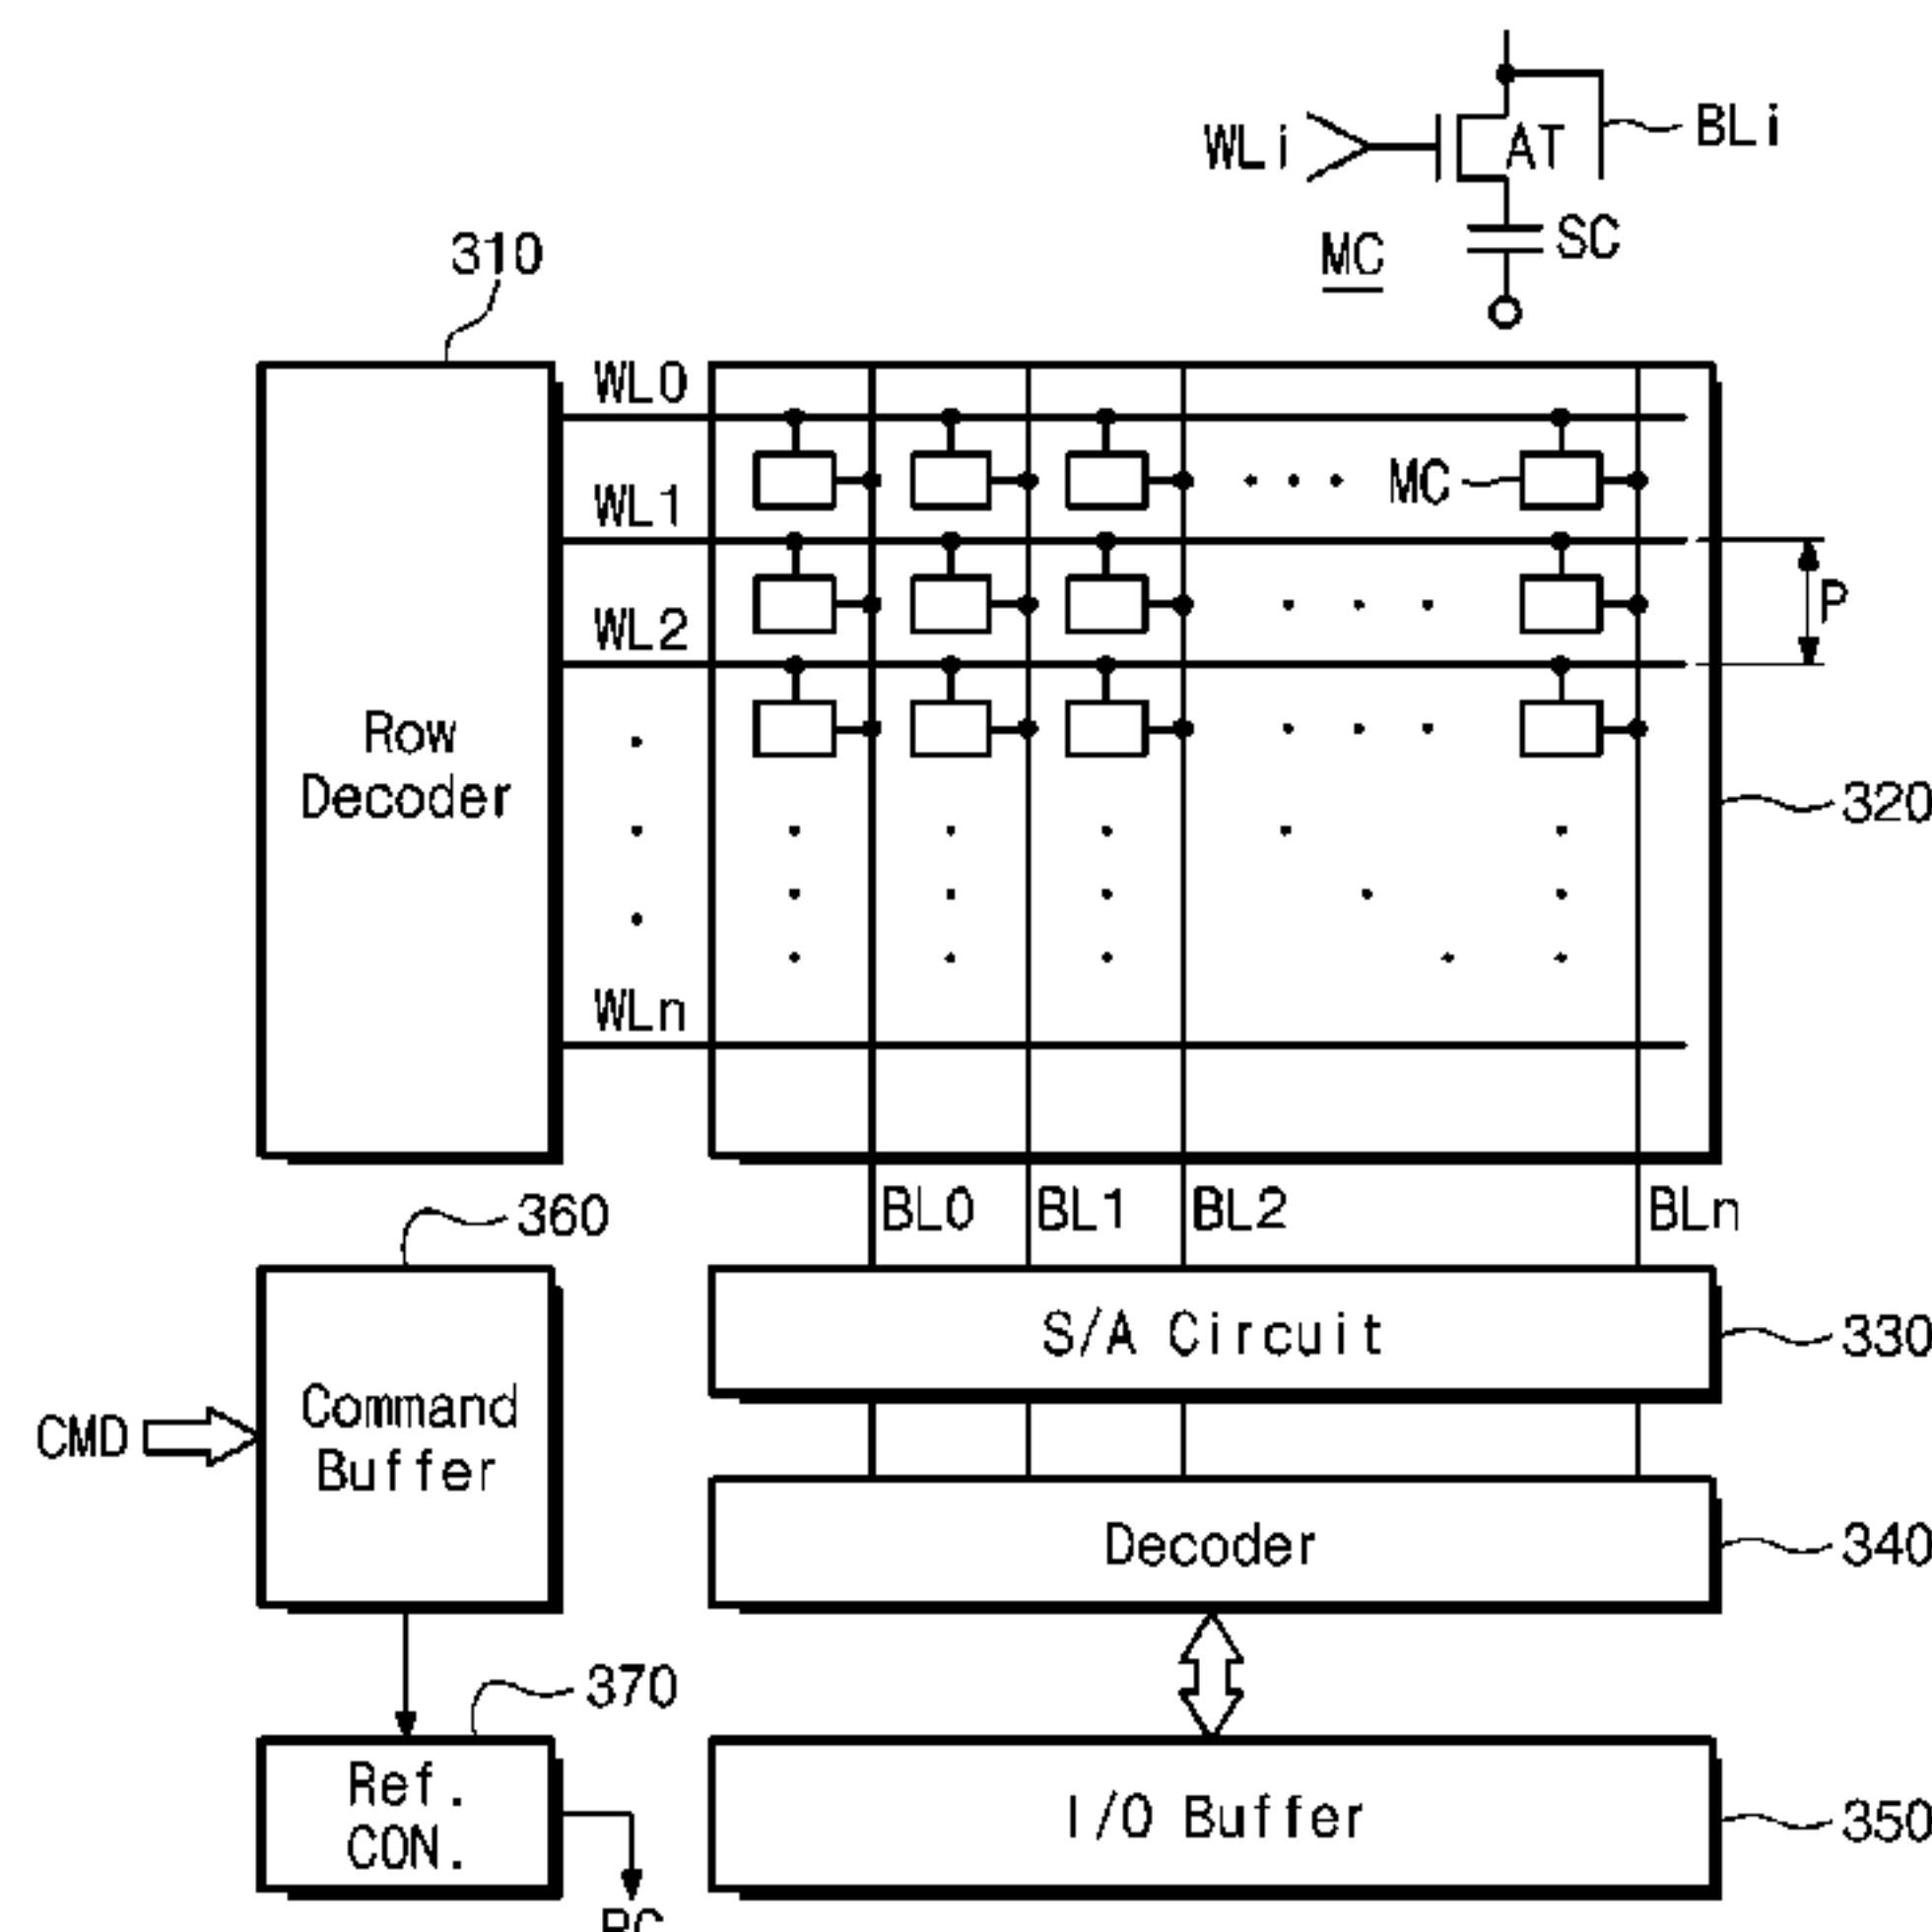 WLi
AT
BLi
SC
MC
310
WL0
WL1
MC
WL2
P
Row
Decoder
320
WLn
BL0
BL1
BL2
BLn
360
S/A Circuit
330
Command
Buffer
CMD
Decoder
340
370
Ref.
CON.
I/O Buffer
350